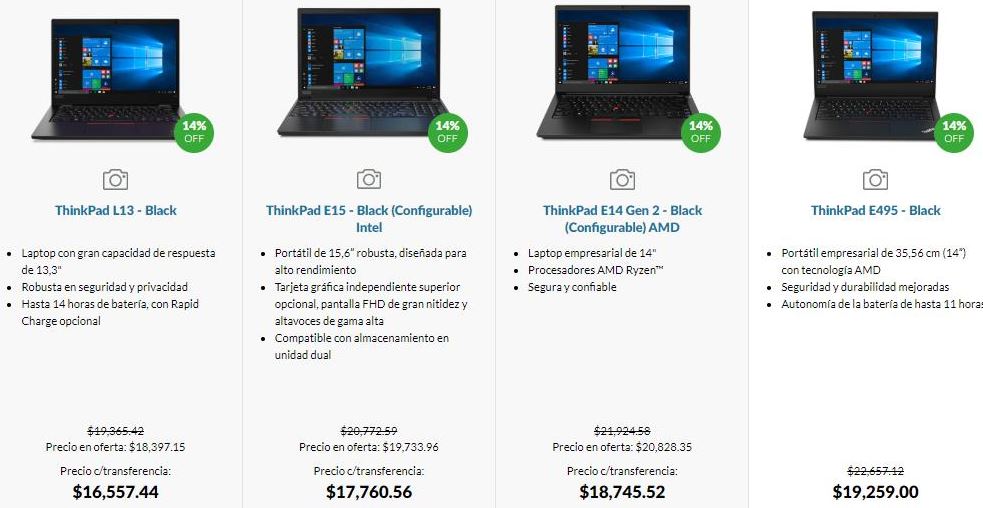 14%
OFF
14%
OFF
14%
OFF
14%
OFF
ThinkPad L13 - Black
Laptop con gran capacidad de respuesta
de 13,3"
Robusta en seguridad y privacidad
Hasta 14 horas de batería, con Rapid
Charge opcional
$19,365.42
Precio en oferta: $18,397.15
Precio c/transferencia:
$16,557.44
ThinkPad E15 - Black (Configurable)
Intel
Portátil de 15,6” robusta, diseñada para
alto rendimiento
Tarjeta gráfica independiente superior
opcional, pantalla FHD de gran nitidez y
altavoces de gama alta
Compatible con almacenamiento en
unidad dual
$20,772.59
Precio en oferta: $19,733.96
Precio c/transferencia:
$17,760.56
ThinkPad E14 Gen 2 - Black
(Configurable) AMD
Laptop empresarial de 14"
Procesadores AMD Ryzen™
Segura y confiable
$21,924.58
Precio en oferta: $20,828.35
Precio c/transferencia:
$18,745.52
ThinkPad E495 - Black
Portátil empresarial de 35,56 cm (14”)
con tecnología AMD
Seguridad y durabilidad mejoradas
Autonomía de la batería de hasta 11 horas
$22,657.12
$19,259.00